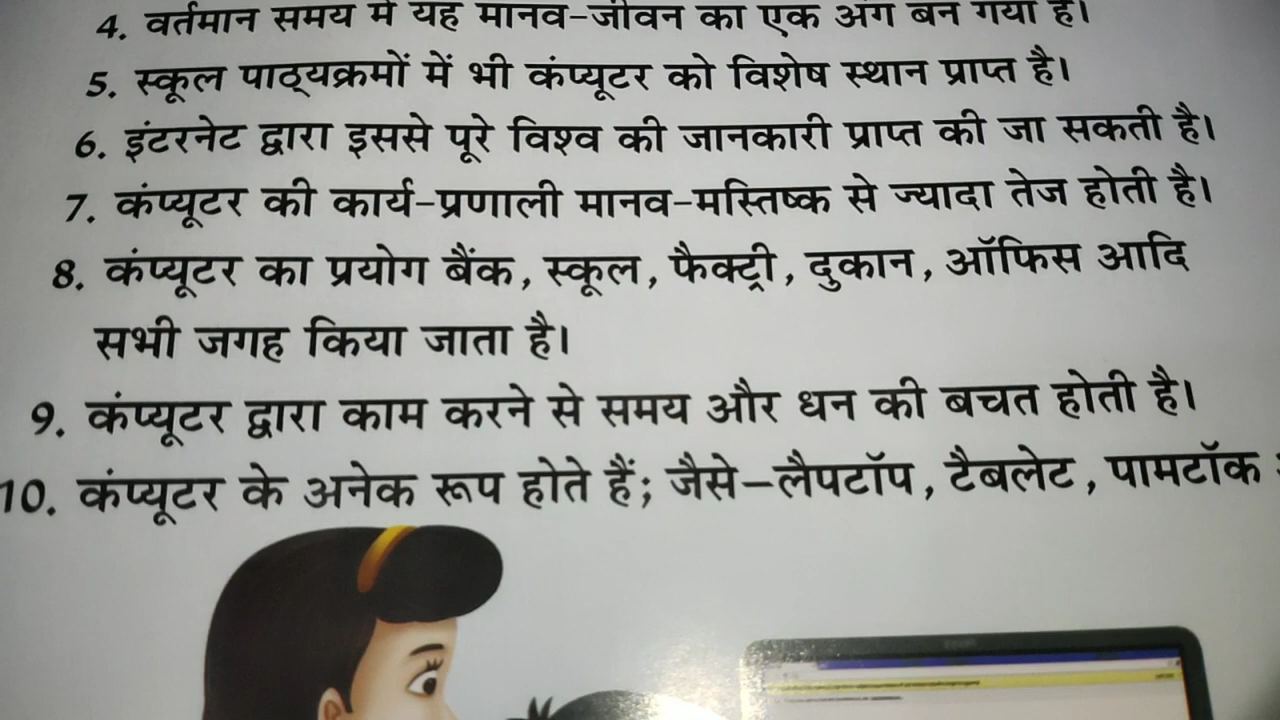 4. वर्तमान समय में यह मानव-जीवन का एक अंग बन गया है।
5. स्कूल पाठ्यक्रमों में भी कंप्यूटर को विशेष स्थान प्राप्त है।
6. इंटरनेट द्वारा इससे पूरे विश्व की जानकारी प्राप्त की जा सकती है।
7. कंप्यूटर की कार्य-प्रणाली मानव-मस्तिष्क से ज्यादा तेज होती है।
8. कंप्यूटर का प्रयोग बैंक, स्कूल, फैक्ट्री, दुकान, ऑफिस आदि
सभी जगह किया जाता है।
9. कंप्यूटर द्वारा काम करने से समय और धन की बचत होती है।
10. कंप्यूटर के अनेक रूप होते हैं; जैसे–लैपटॉप, टैबलेट, पामटॉक